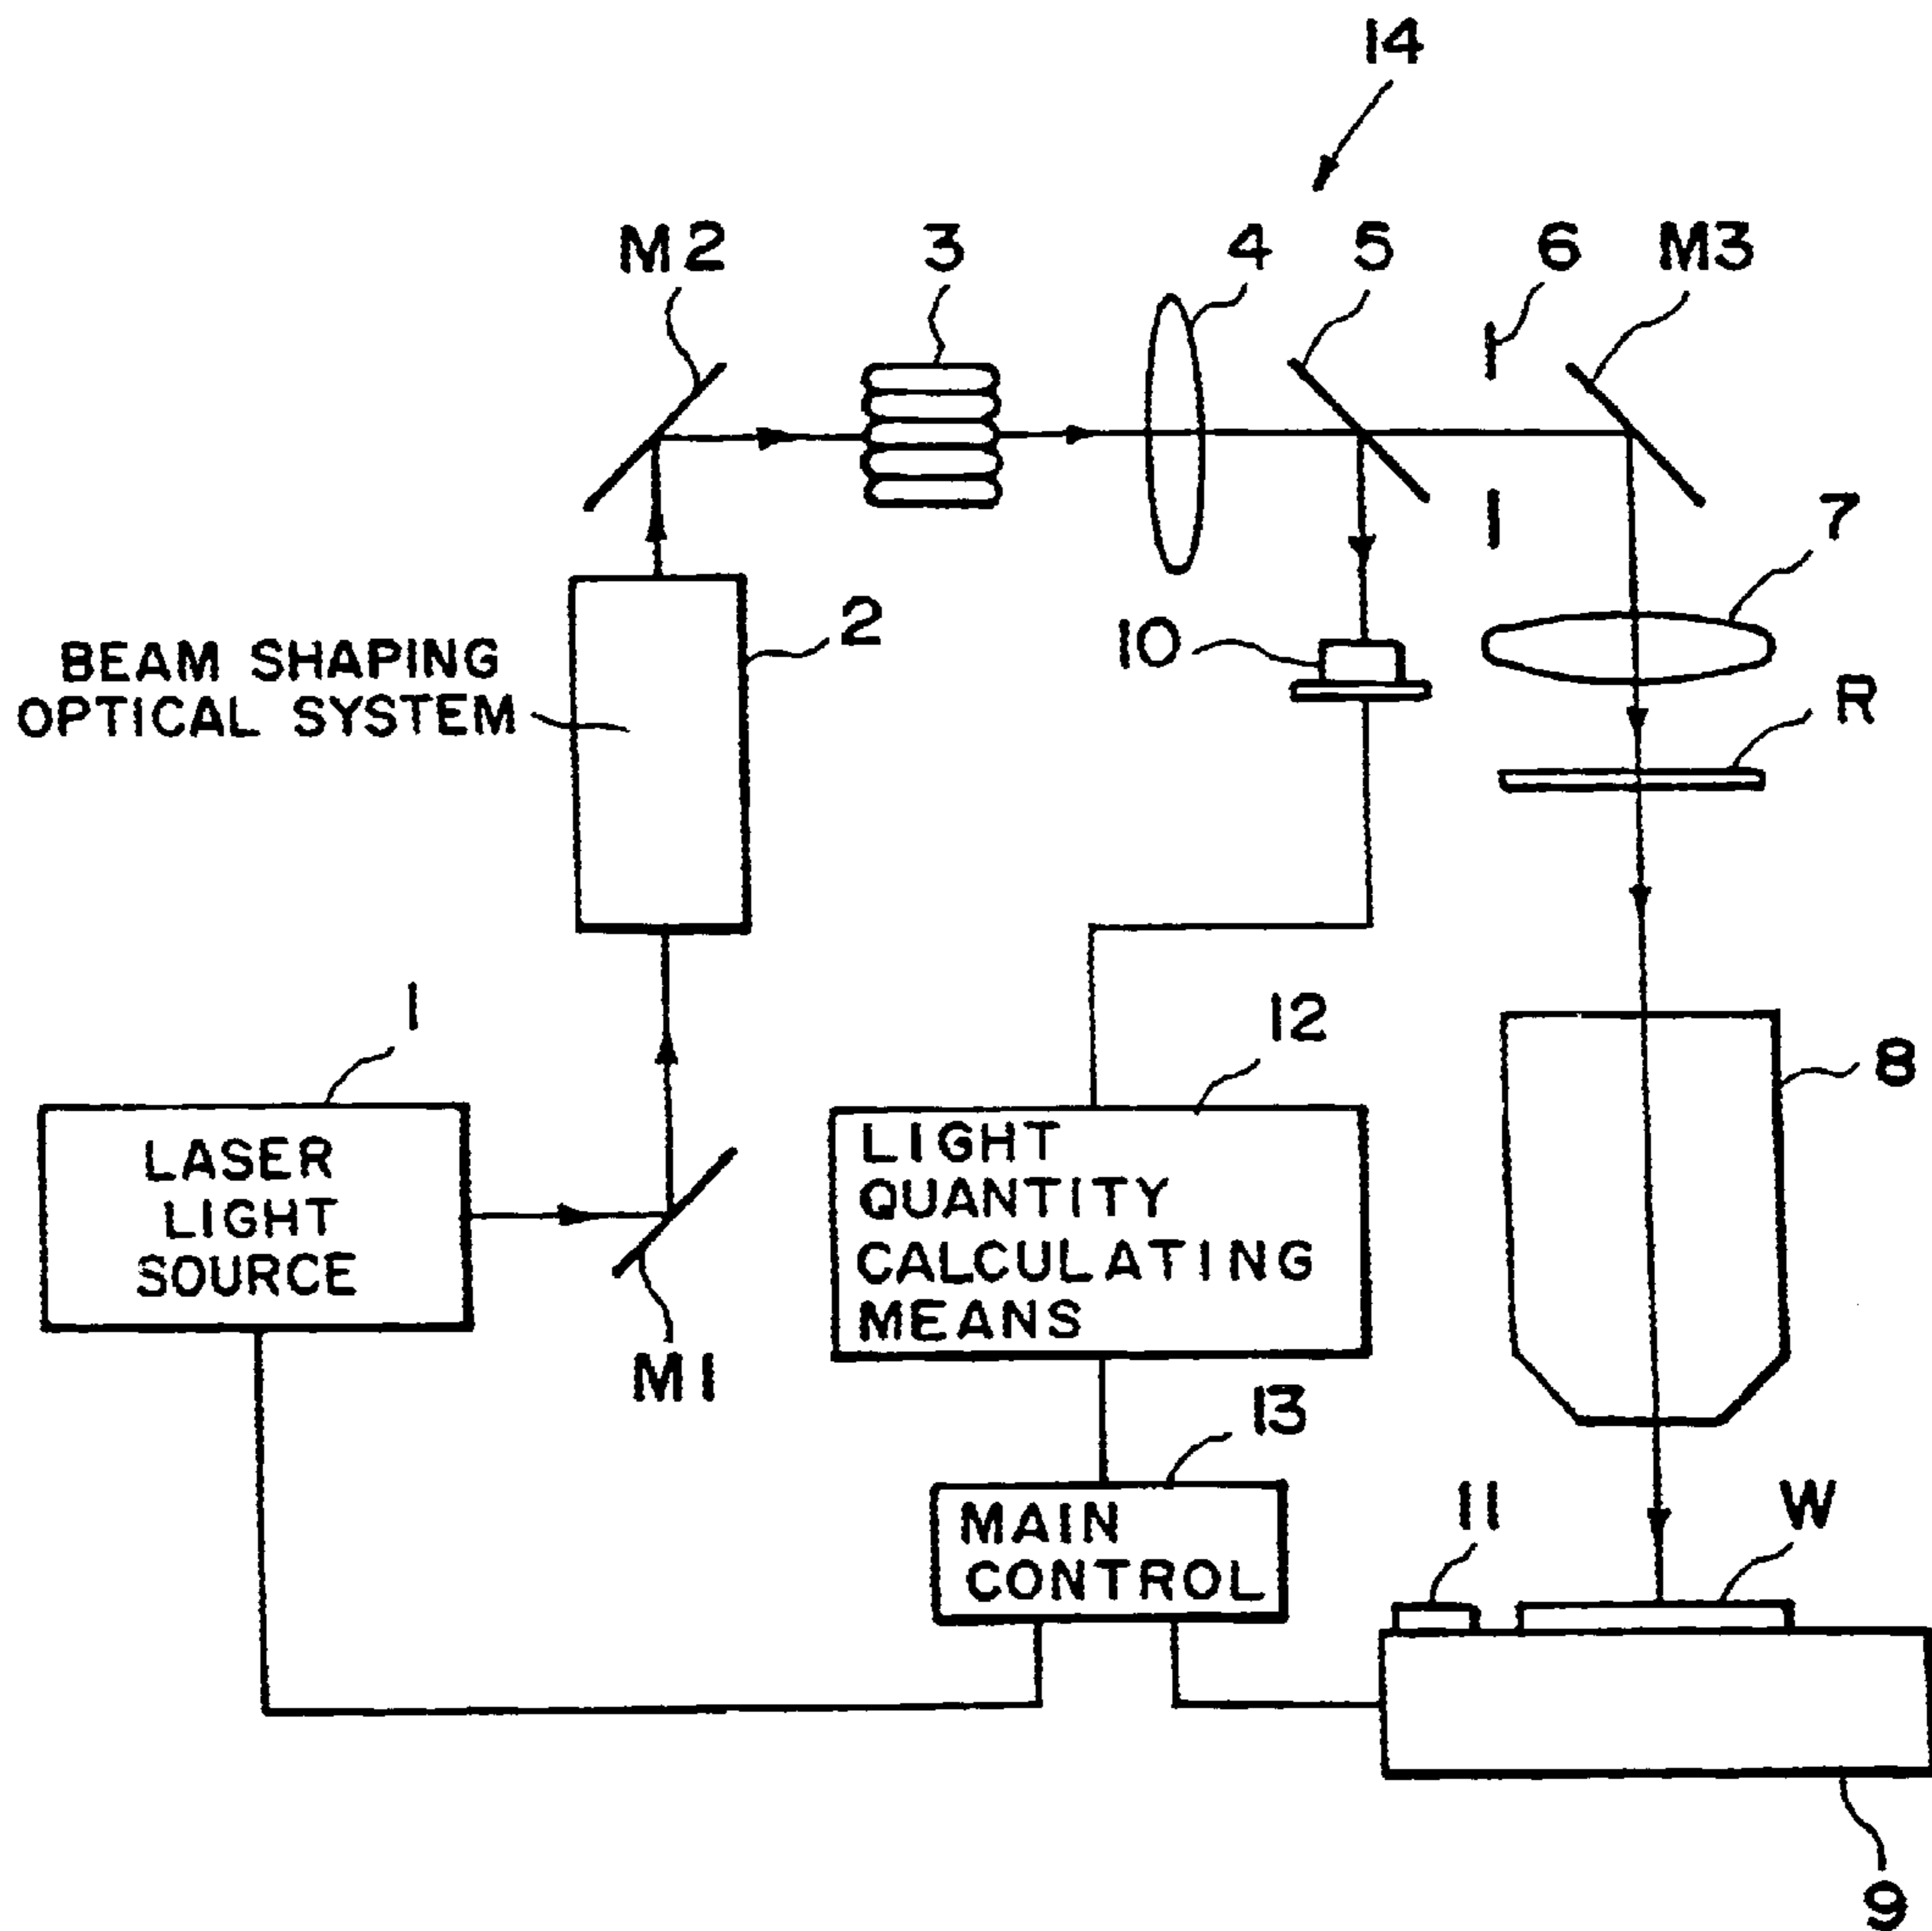 14
M2
3
4
5
6
M3
7
BEAM SHAPING
OPTICAL SYSTEM
2
10
R
1
12
8
LASER
LIGHT
SOURCE
LIGHT
QUANTITY
CALCULATING
MEANS
M1
13
MAIN
CONTROL
11
W
9